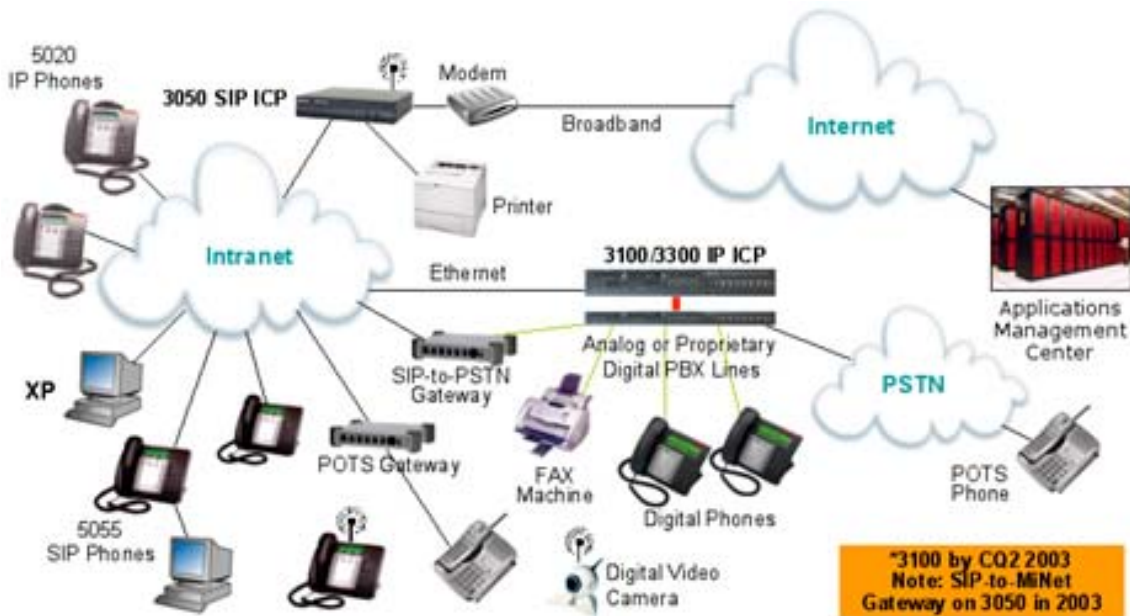 5020
IP Phones
3050 SIP ICP
Modem
Broadband
Internet
Printer
Intranet
Ethernet
3100/3300 IP ICP
Applications
Management
Center
Analog or Proprietary
Digital PBX Lines
SIP-to-PSTN
Gateway
PSTN
XP
POTS Gateway
FAX
Machine
Digital Phones
POTS
Phone
5055
SIP Phones
Digital Video
Camera
"3100 by CQ2 2003
Note: SIP-to-MiNet
Gateway on 3050 in 2003